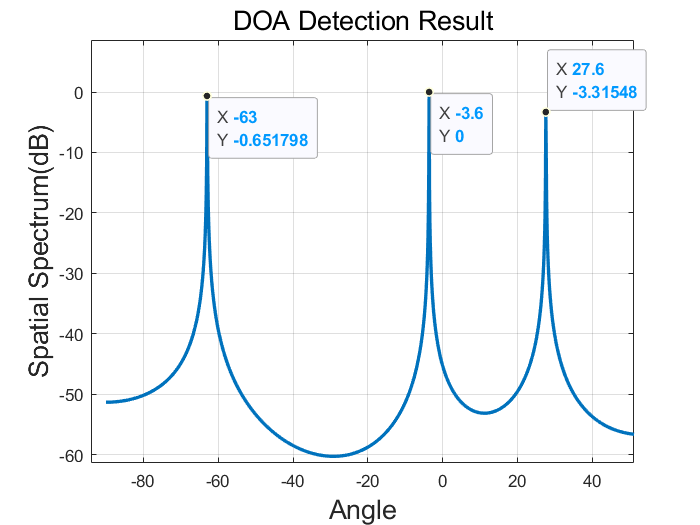 DOA Detection Result
X 27.6
Y -3.31548
X -63
Y -0.651798
X -3.6
Y 0
Spatial Spectrum(dB)
0
-10
-20
-30
-40
-50
-60
-80 -60 -40 -20 0 20 40
Angle